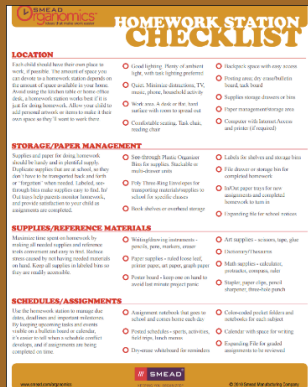 SMEAD
Organomics
HOMEWORK STATION
CHECKLIST
LOCATION
Each child should have their own place to
work, if possible. The amount of space you
can devote to a homework station depends on
the amount of space available in your home.
Avoid using the kitchen table or home office
desk, a homework station works best if it is
just for doing homework. Allow your child to
add personal artwork or items to make it their
own space so they'll want to work there
Good lighting. Plenty of ambient
light, with task lighting preferred
Quiet. Minimize distractions, TV,
music, phone, household activity
Work area. A desk or flat, hard
surface with room to spread out
Comfortable seating. Task chair,
reading chair
Backpack space with easy access
Posting area: dry erase/bulletin
board, tack board
Supplies storage: drawers or bins
Paper management/storage area
Computer with Internet Access
and printer (if required)
STORAGE/PAPER MANAGEMENT
Supplies and paper for doing homework
should be handy and in plentiful supply.
Duplicate supplies that are at school, so they
don't have to be transported back and forth
or "forgotten" when needed. Labeled, see-
through bins make supplies easy to find.
and provide satisfaction to your child as
assignments are completed.
See-through Plastic Organizer
Bins for supplies. Stackable or
multi-drawer units
Poly Three Ring Envelopes for
transporting materials/supplies to
school for specific classes
Book shelves or overhead storage
Labels for shelves and storage bins
File drawer or storage bin for
completed homework
In/Out paper trays for new
assignments and completed
homework to turn in
Expanding file for school notices
SUPPLIES/REFERENCE MATERIALS
Maximize time spent on homework by
making all needed supplies and reference
materials convenient and easy to find. Reduce
stress caused by not having needed materials
on hand. Keep all supplies in labeled bins so
they are readily accessible.
Writing/inking instruments -
pencils, pens, markers, eraser
Paper supplies - ruled loose leaf,
printer paper, art paper, graph paper
Poster board - keep one on hand to
avoid last minute project panic
Art supplies - scissors, tape, glue
Dictionary/Thesaurus
Math supplies - calculator,
protractor, compass, ruler
Stapler, paper clips, pencil
sharpener, three-hole punch
SCHEDULES/ASSIGNMENTS
Use the homework station to manage due
dates, deadlines and important milestones
by keeping upcoming tasks and events
visible on a bulletin board or calendar,
it's easier to tell when a schedule conflict
develops, and if assignments are being
completed on time
Assignment notebook that goes to
school and comes home each day
Posted schedules - sports, activities,
field trips, lunch menus
Dry-erase whiteboard for reminders
Color-coded pocket folders and
notebooks for each subject
Calendar with space for writing
Expanding File for graded
assignments to be reviewed
SMEAD
www.smead.com/organomics
Smead Manufacturing Company